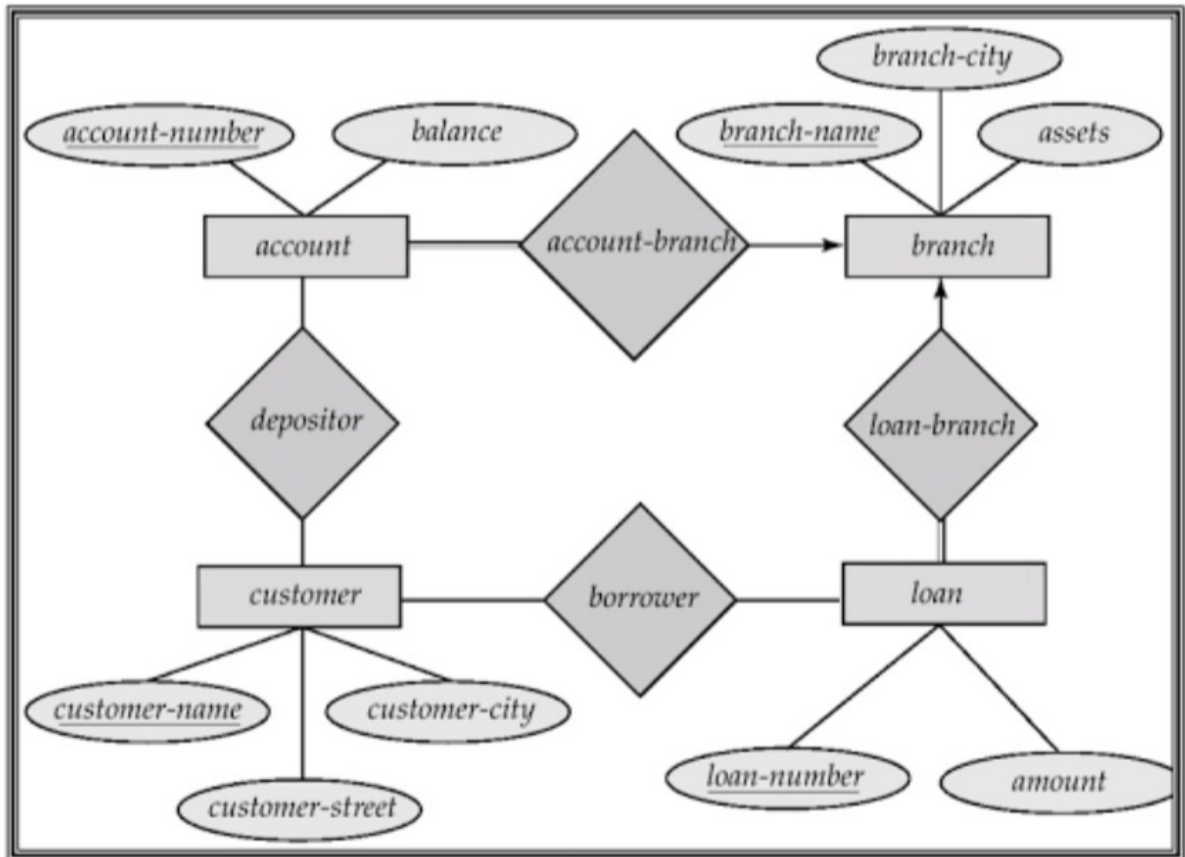 branch-city
account-number
balance
branch-name
assets
account
account-branch
branch
depositor
loan-branch
customer
borrower
loan
customer-name
customer-city
loan-number
amount
customer-street